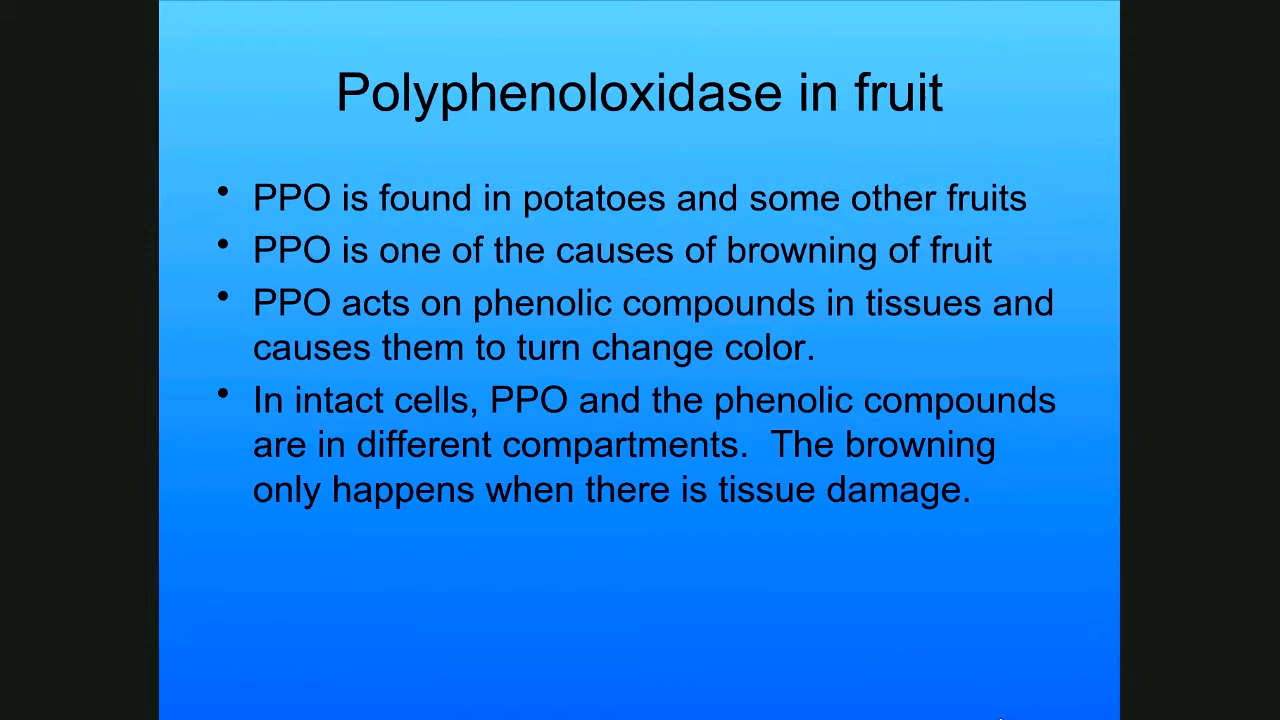 Polyphenoloxidase in fruit
• PPO is found in potatoes and some other fruits
• PPO is one of the causes of browning of fruit
• PPO acts on phenolic compounds in tissues and
causes them to turn change color.
• In intact cells, PPO and the phenolic compounds
are in different compartments.  The browning
only happens when there is tissue damage.